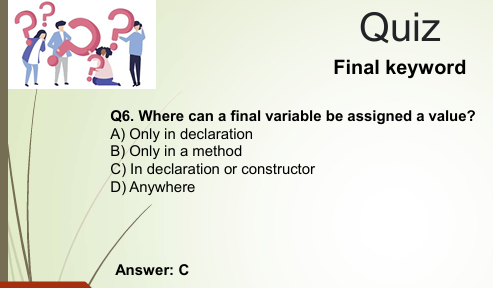 Quiz
Final keyword
Q6. Where can a final variable be assigned a value?
A) Only in declaration
B) Only in a method
C) In declaration or constructor
D) Anywhere
Answer: C